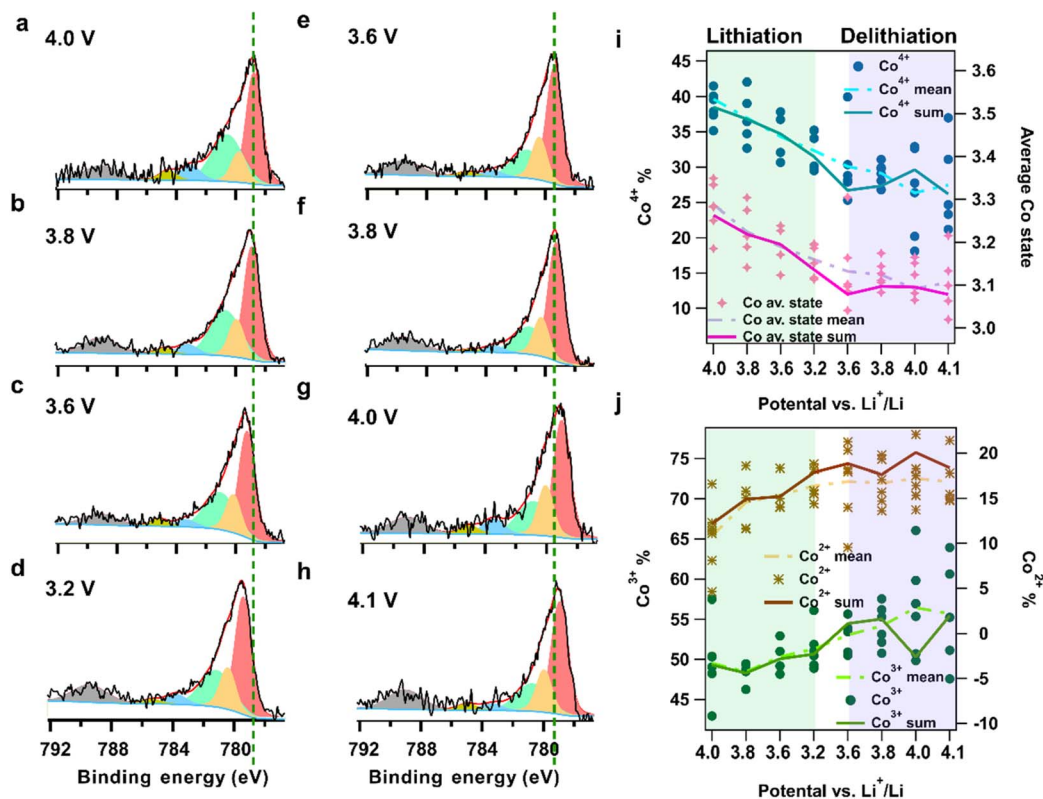 a
4.0 V
b
3.8 V
c
3.6 V
d
3.2 V
792 788 784 780
Binding energy (eV)
e
3.6 V
f
3.8 V
g
4.0 V
h
4.1 V
792 788 784 780
Binding energy (eV)
i
Lithiation Delithiation
45
40
35
30
25
20
15
10
Co4+ %
3.6
3.5
3.4
3.3
3.2
3.1
3.0
Average Co state
Co4+
Co4+ mean
Co4+ sum
Co av. state
Co av. state mean
Co av. state sum
4.0 3.8 3.6 3.2 3.6 3.8 4.0 4.1
Potental vs. Li+/Li
j
75
70
65
60
55
50
45
Co3+ %
20
15
10
5
0
-5
-10
Co2+ %
Co2+ mean
Co2+
Co2+ sum
Co3+ mean
Co3+
Co3+ sum
4.0 3.8 3.6 3.2 3.6 3.8 4.0 4.1
Potental vs. Li+/Li